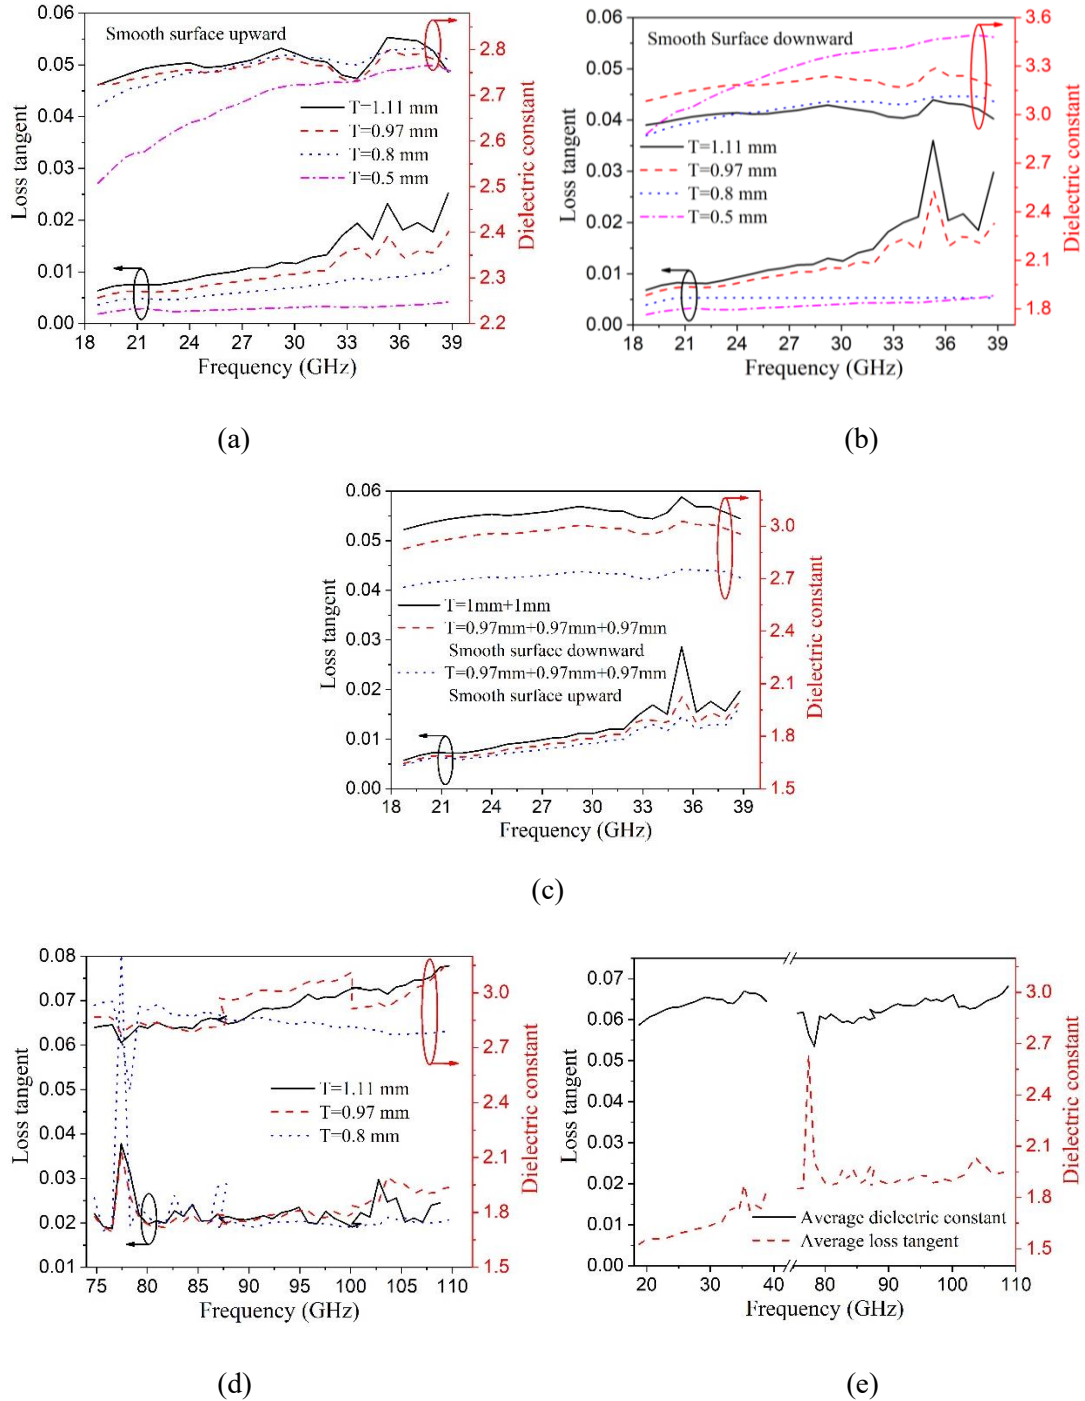 Smooth surface upward
T=1.11 mm
T=0.97 mm
T=0.8 mm
T=0.5 mm
0.06
0.05
0.04
0.03
0.02
0.01
0.00
Loss tangent
18 21 24 27 30 33 36 39
Frequency (GHz)
2.8
2.7
2.6
2.5
2.4
2.3
2.2
Dielectric constant
(a)
Smooth Surface downward
T=1.11 mm
T=0.97 mm
T=0.8 mm
T=0.5 mm
0.06
0.05
0.04
0.03
0.02
0.01
0.00
Loss tangent
18 21 24 27 30 33 36 39
Frequency (GHz)
3.6
3.3
3.0
2.7
2.4
2.1
1.8
Dielectric constant
(b)
T=1mm+1mm
T=0.97mm+0.97mm+0.97mm
Smooth surface downward
T=0.97mm+0.97mm+0.97mm
Smooth surface upward
0.06
0.05
0.04
0.03
0.02
0.01
0.00
Loss tangent
18 21 24 27 30 33 36 39
Frequency (GHz)
3.0
2.7
2.4
2.1
1.8
1.5
Dielectric constant
(c)
T=1.11 mm
T=0.97 mm
T=0.8 mm
0.08
0.07
0.06
0.05
0.04
0.03
0.02
0.01
Loss tangent
75 80 85 90 95 100 105 110
Frequency (GHz)
3.0
2.7
2.4
2.1
1.8
1.5
Dielectric constant
(d)
Average dielectric constant
Average loss tangent
0.07
0.06
0.05
0.04
0.03
0.02
0.01
0.00
Loss tangent
20 30 40 80 90 100 110
Frequency (GHz)
3.0
2.7
2.4
2.1
1.8
1.5
Dielectric constant
(e)